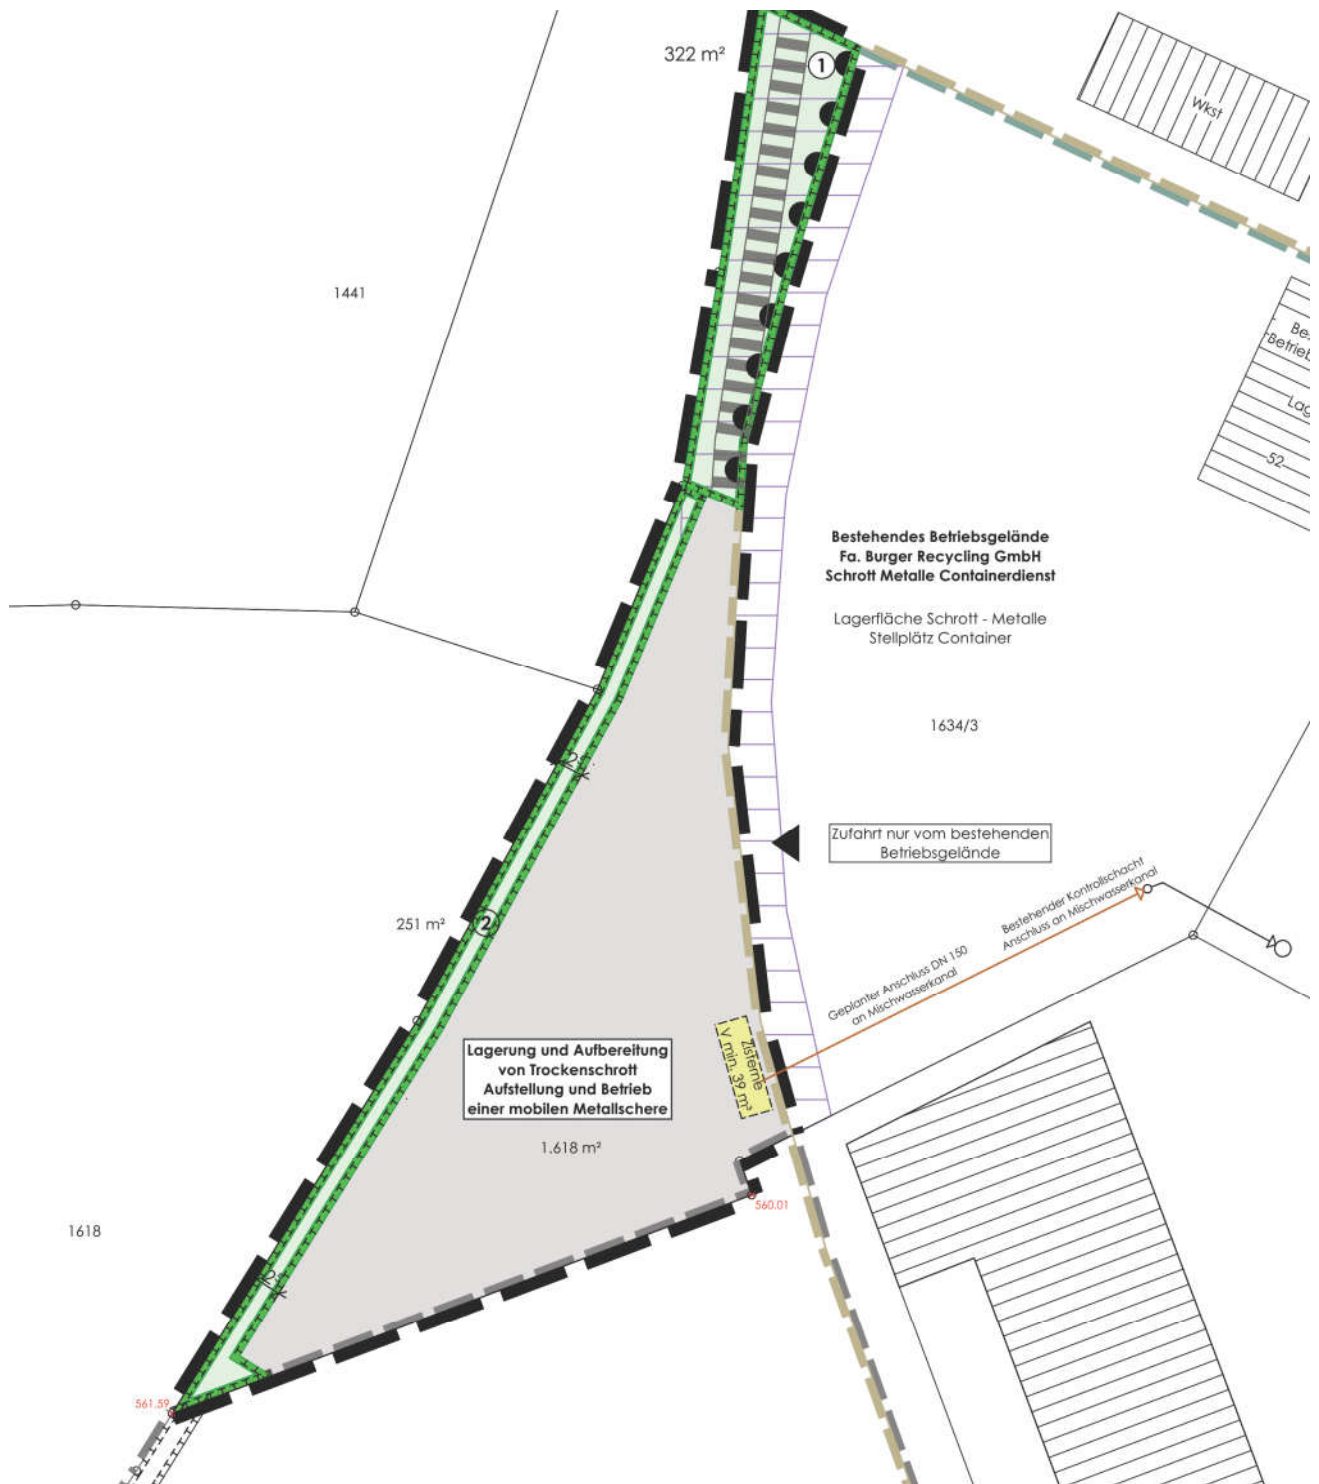 322 m²
1
Wkst
1441
52
Bestehendes Betriebsgelände
Fa. Burger Recycling GmbH
Schrott Metalle Containerdienst
Lagerfläche Schrott - Metalle
Stellplätz Container
1634/3
Zufahrt nur vom bestehenden
Betriebsgelände
251 m²
2
Bestehender Kontrollschacht
Anschluss an Mischwasserkanal
Geplanter Anschluss DN 150
an Mischwasserkanal
Zisterne
V min. 39 m³
Lagerung und Aufbereitung
von Trockenschrott
Aufstellung und Betrieb
einer mobilen Metallschere
1.618 m²
560.01
1618
561.59